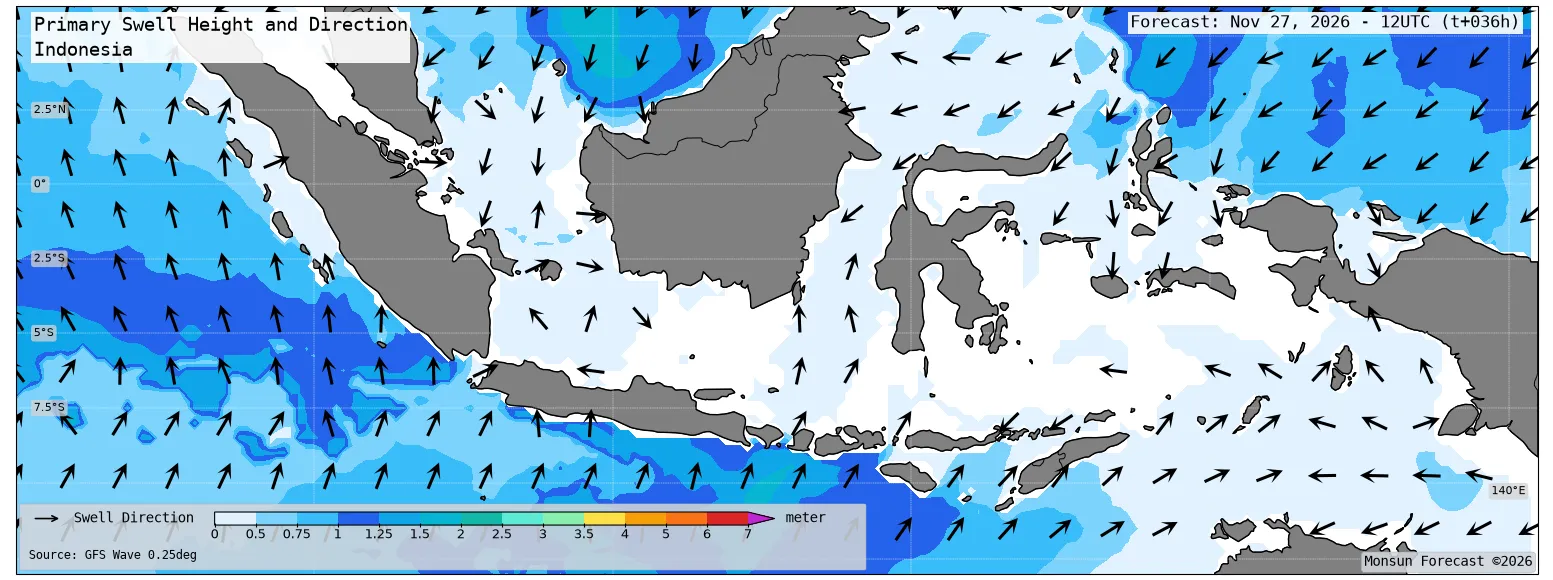 Primary Swell Height and Direction
Indonesia
Forecast: Nov 27, 2026 - 12UTC (t+036h)
2.5°N
0°
2.5°S
5°S
7.5°S
140°E
Swell Direction
0 0.5 0.75 1 1.25 1.5 2 2.5 3 3.5 4 5 6 7
meter
Source: GFS Wave 0.25deg
Monsun Forecast ©2026